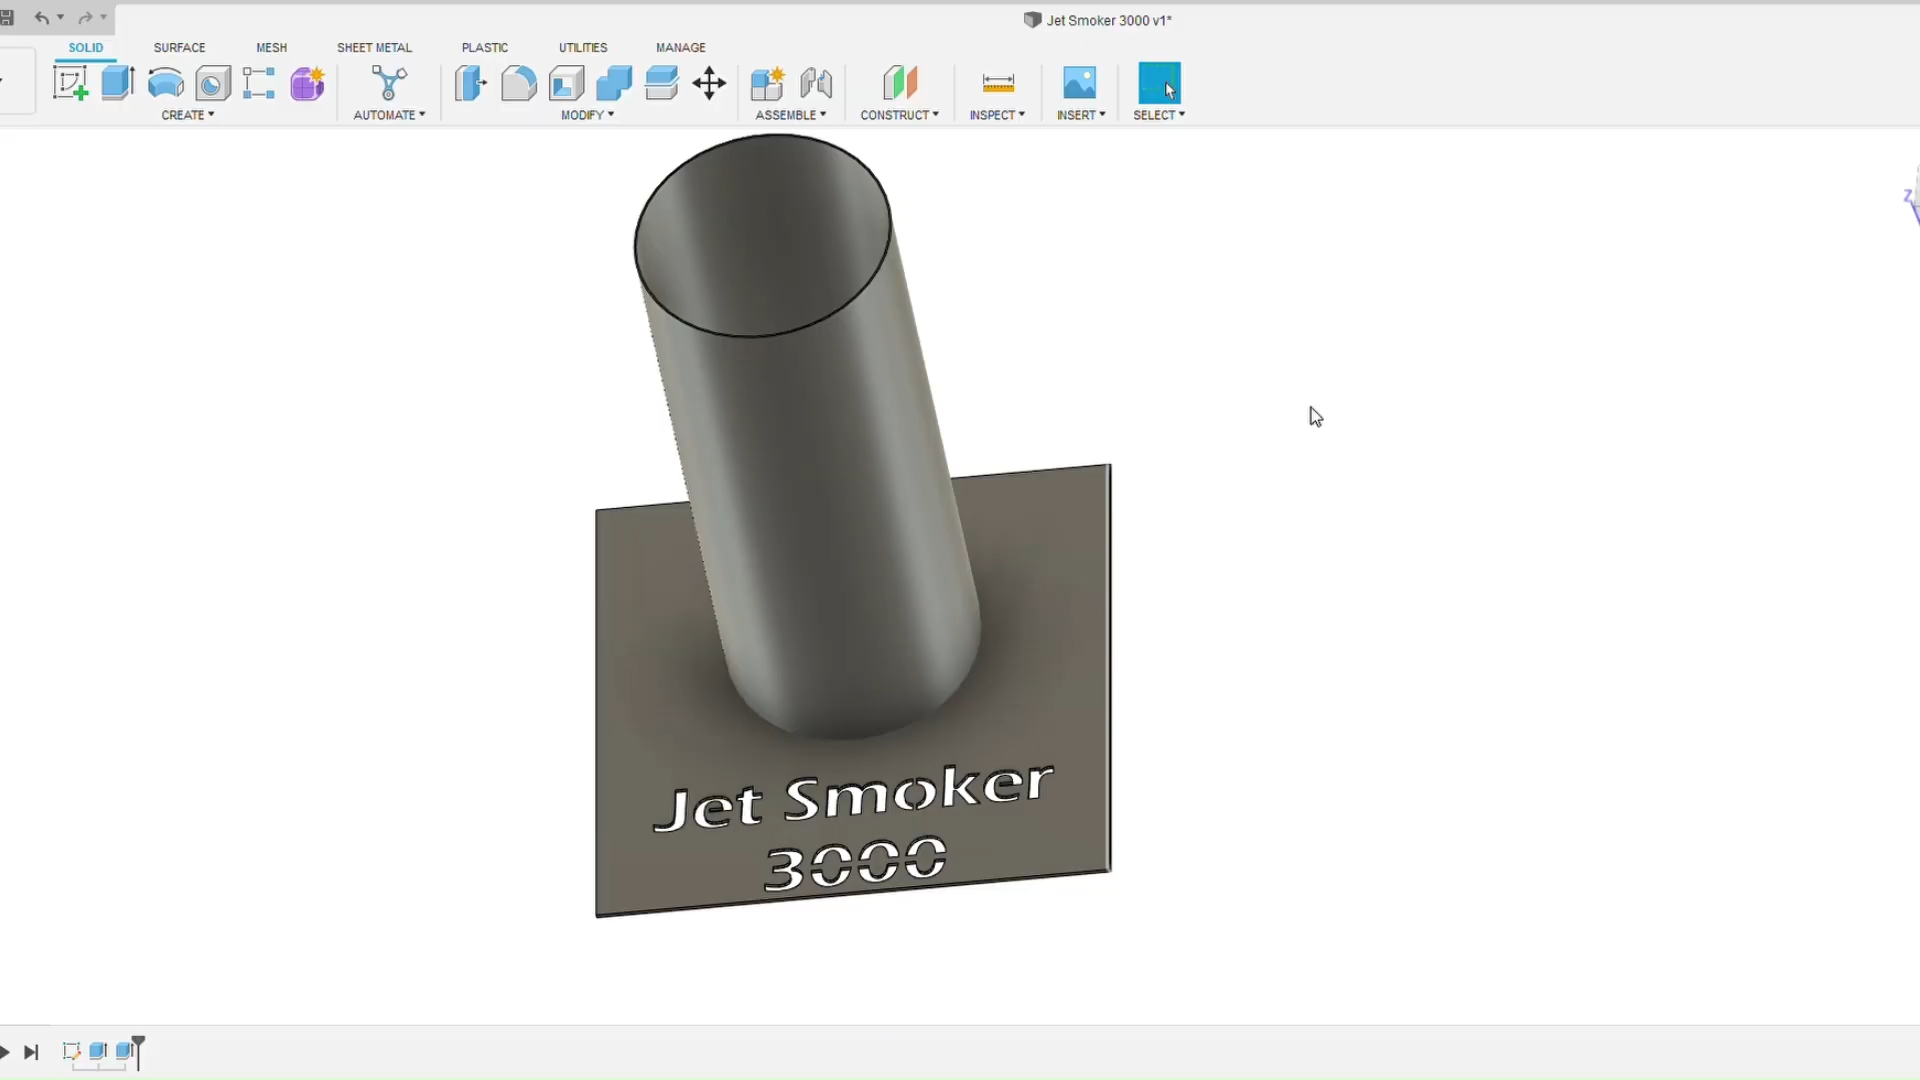 Jet Smoker 3000 v1*
SOLID SURFACE MESH SHEET METAL PLASTIC UTILITIES MANAGE
CREATE AUTOMATE MODIFY ASSEMBLE CONSTRUCT INSPECT INSERT SELECT
Z
Jet Smoker
3000